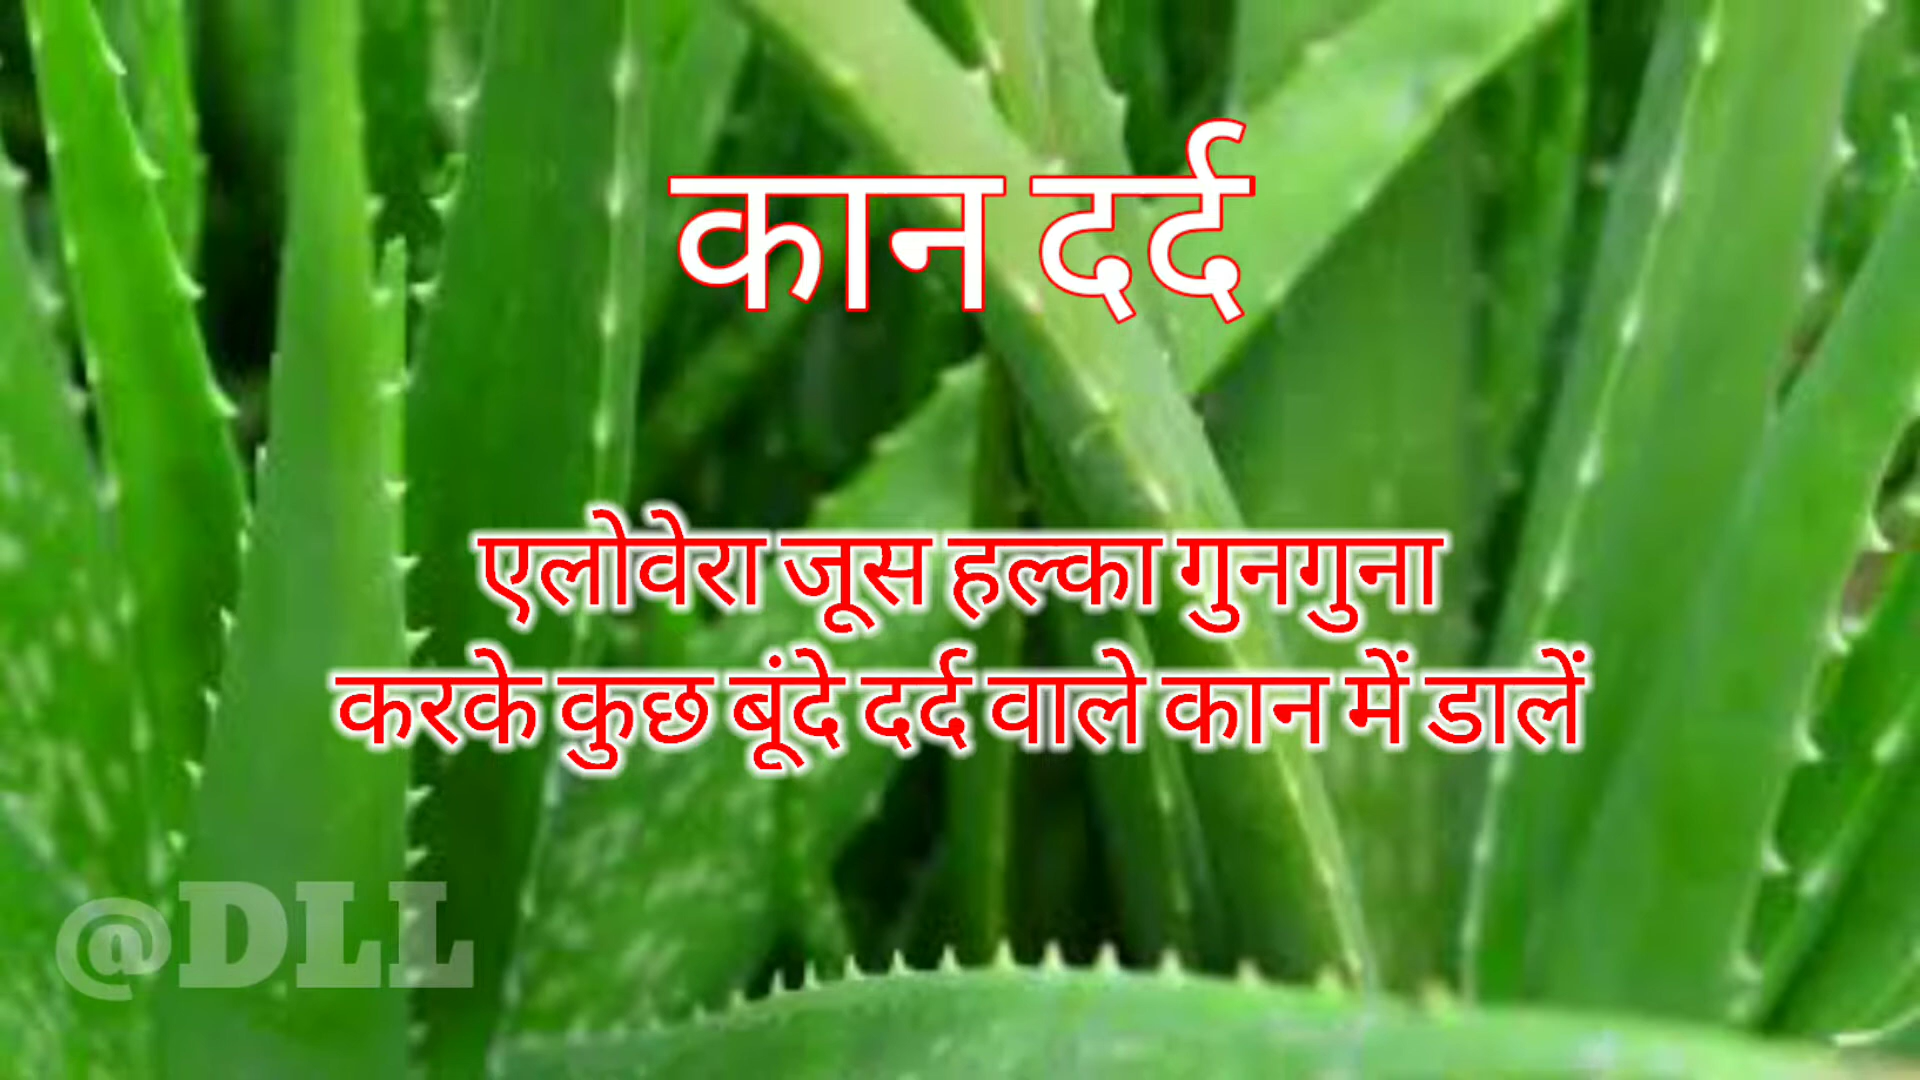 कान दर्द
एलोवेरा जूस हल्का गुनगुना
करके कुछ बूंदे दर्द वाले कान में डालें
@DLL